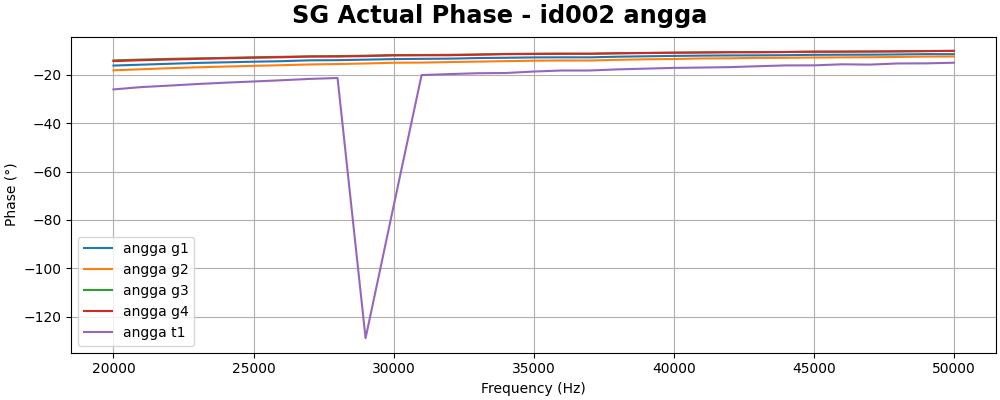 SG Actual Phase - id002 angga
Phase (°)
−20
−40
−60
−80
−100
−120
angga g1
angga g2
angga g3
angga g4
angga t1
20000 25000 30000 35000 40000 45000 50000
Frequency (Hz)